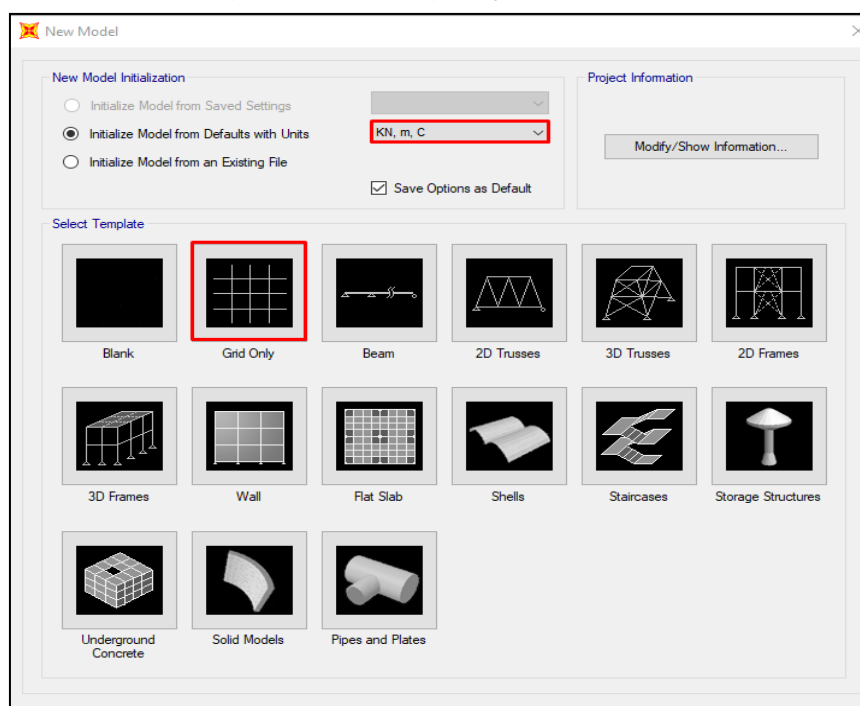 New Model
New Model Initialization
Project Information
Initialize Model from Saved Settings
Initialize Model from Defaults with Units
KN, m, C
Initialize Model from an Existing File
Modify/Show Information...
Save Options as Default
Select Template
Blank
Grid Only
Beam
2D Trusses
3D Trusses
2D Frames
3D Frames
Wall
Flat Slab
Shells
Staircases
Storage Structures
Underground
Concrete
Solid Models
Pipes and Plates